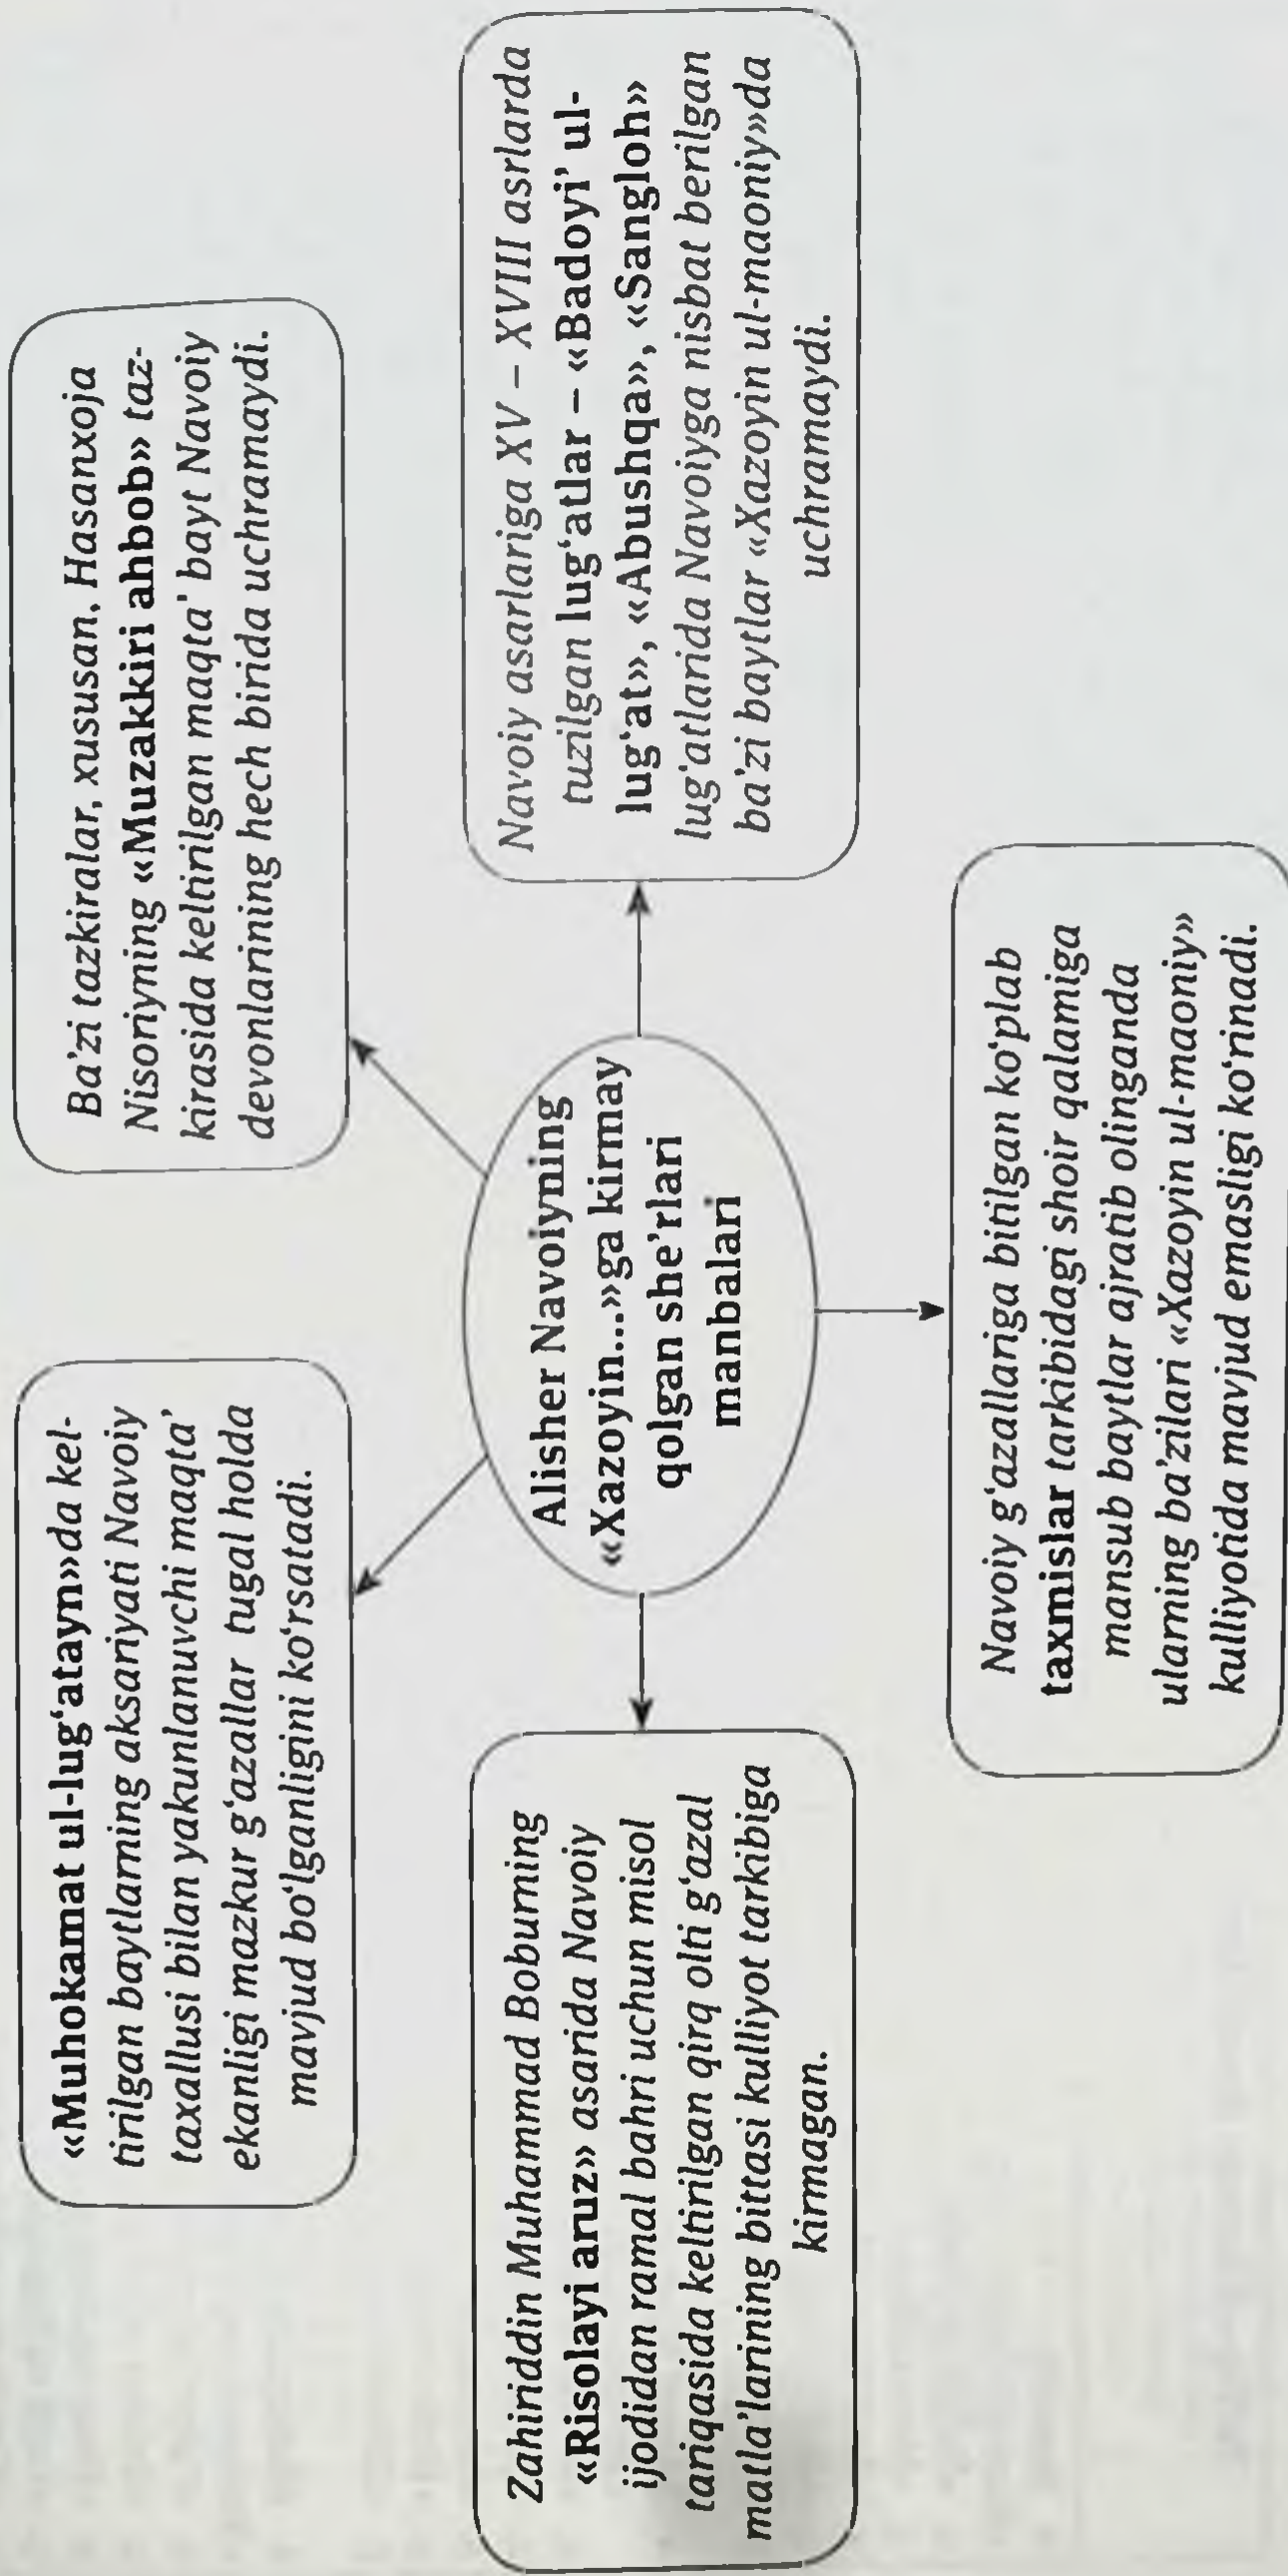 «Muhokamat ul-lug‘atayn»da kel-
tirilgan baytlarning aksariyati Navoiy
taxallusi bilan yakunlanuvchi maqta’
ekanligi mazkur g‘azallar tugal holda
mavjud bo‘lganligini ko‘rsatadi.
Ba’zi tazkiralar, xususan, Hasanxoja
Nisoriyning «Muzakkiri ahbob» taz-
kirasida keltirilgan maqta’ bayt Navoiy
devonlarining hech birida uchramaydi.
Zahiriddin Muhammad Boburning
«Risolayi aruz» asarida Navoiy
ijodidan ramal bahri uchun misol
tariqasida keltirilgan qirq olti g‘azal
matla’larining bittasi kulliyot tarkibiga
kirmagan.
Alisher Navoiyning
«Xazoyin...»ga kirmay
qolgan she’rlari
manbalari
Navoiy asarlariga XV – XVIII asrlarda
tuzilgan lug‘atlar – «Badoyi’ ul-
lug‘at», «Abushqa», «Sangloh»
lug‘atlarida Navoiyga nisbat berilgan
ba’zi baytlar «Xazoyin ul-maoniy»da
uchramaydi.
Navoiy g‘azallariga bitilgan ko‘plab
taxmislar tarkibidagi shoir qalamiga
mansub baytlar ajratib olinganda
ularning ba’zilari «Xazoyin ul-maoniy»
kulliyotida mavjud emasligi ko‘rinadi.